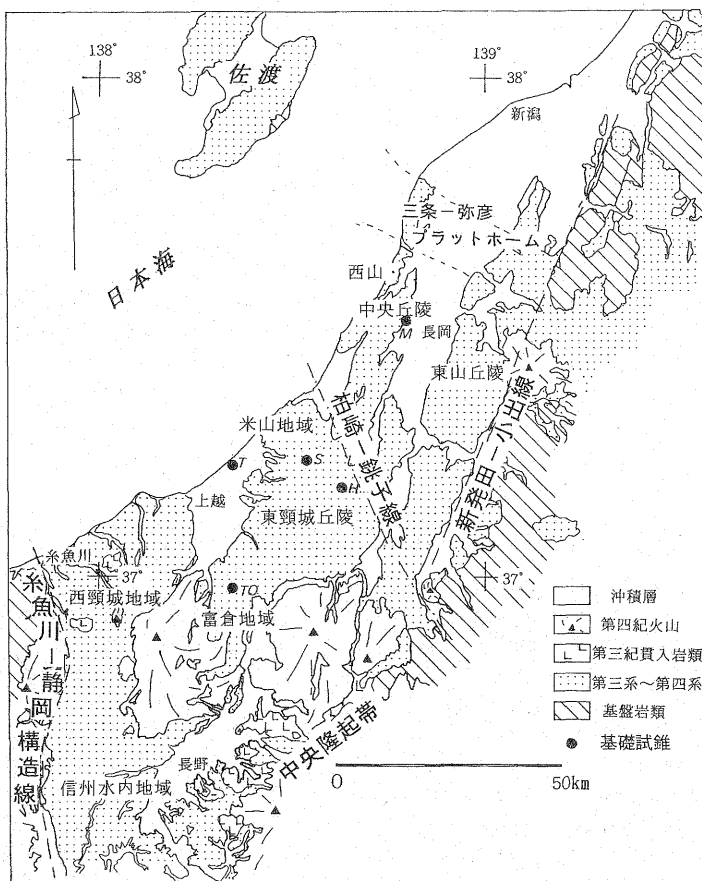 138°
38°
佐渡
139°
38°
新潟
三条－弥彦
プラットホーム
日本海
西山
中央丘陵
M
長岡
東山丘陵
柏崎－銚子線
新発田－小出線
米山地域
T
S
H
上越
東頸城丘陵
糸魚川
37°
西頸城地域
TO
富倉地域
37°
糸魚川－静岡構造線
中央隆起帯
長野
信州水内地域
沖積層
第四紀火山
第三紀貫入岩類
第三系～第四系
基盤岩類
基礎試錐
0 50km